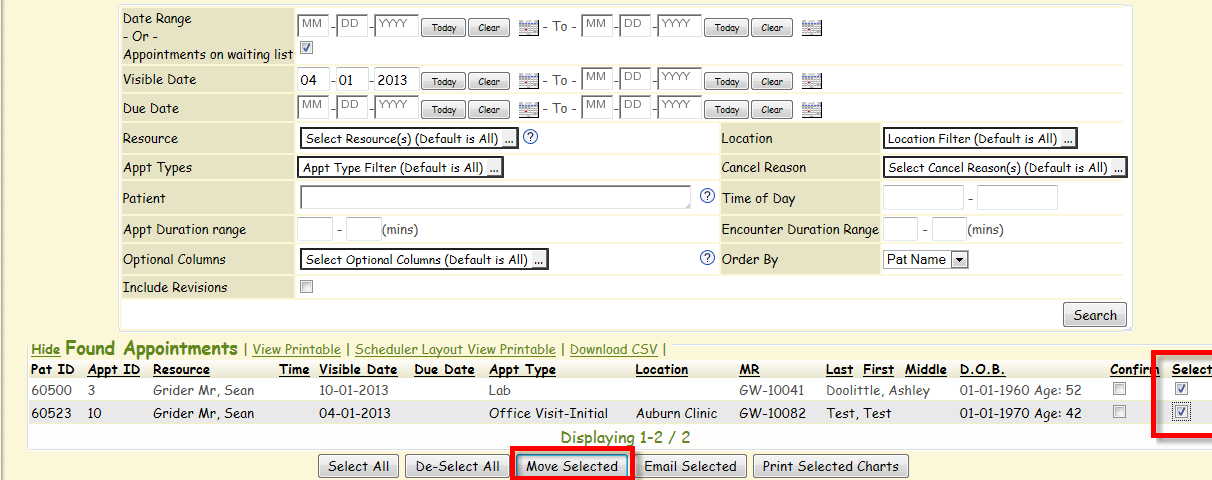 Date Range MM - DD - YYYY Today Clear - To - MM - DD - YYYY Today Clear
- Or -
Appointments on waiting list
Visible Date 04 - 01 - 2013 Today Clear - To - MM - DD - YYYY Today Clear
Due Date MM - DD - YYYY Today Clear - To - MM - DD - YYYY Today Clear
Resource Select Resource(s) (Default is All) ... ? Location Location Filter (Default is All) ...
Appt Types Appt Type Filter (Default is All) ... Cancel Reason Select Cancel Reason(s) (Default is All) ...
Patient ? Time of Day -
Appt Duration range - (mins) Encounter Duration Range - (mins)
Optional Columns Select Optional Columns (Default is All) ... ? Order By Pat Name
Include Revisions
Search
Hide Found Appointments | View Printable | Scheduler Layout View Printable | Download CSV |
Pat ID Appt ID Resource Time Visible Date Due Date Appt Type Location MR Last First Middle D.O.B. Confirm Select
60500 3 Grider Mr, Sean 10-01-2013 Lab GW-10041 Doolittle, Ashley 01-01-1960 Age: 52
60523 10 Grider Mr, Sean 04-01-2013 Office Visit-Initial Auburn Clinic GW-10082 Test, Test 01-01-1970 Age: 42
Displaying 1-2 / 2
Select All De-Select All Move Selected Email Selected Print Selected Charts